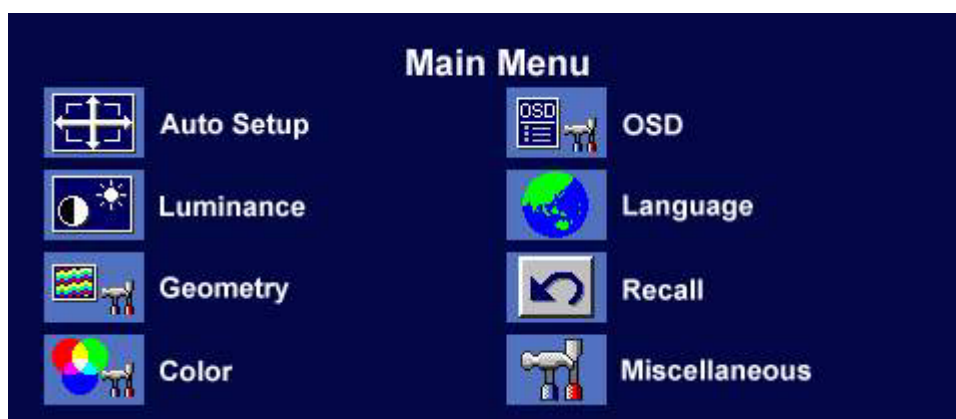 Main Menu
Auto Setup
OSD
OSD
Luminance
Language
Geometry
Recall
Color
Miscellaneous